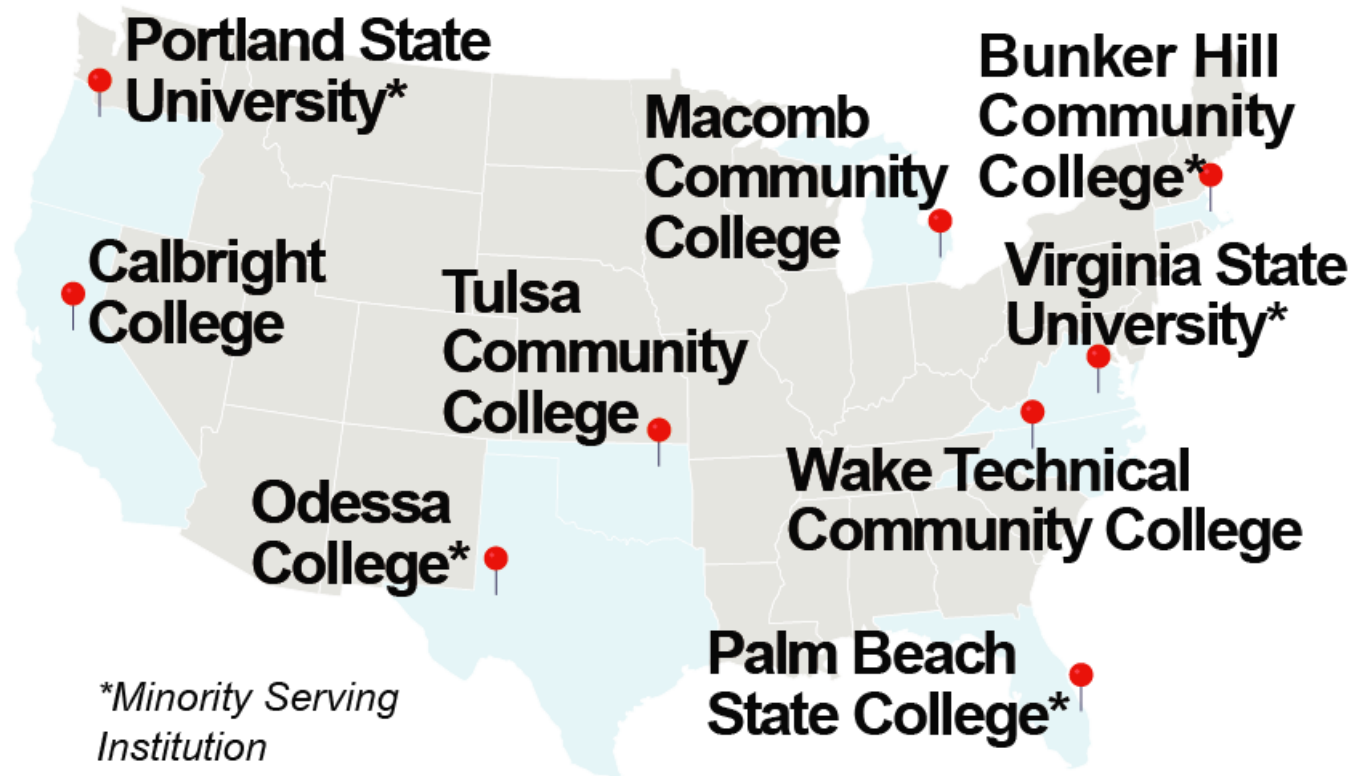 Portland State
University*
Bunker Hill
Community
College*
Macomb
Community
College
Calbright
College
Tulsa
Community
College
Virginia State
University*
Odessa
College*
Wake Technical
Community College
Palm Beach
State College*
*Minority Serving
Institution